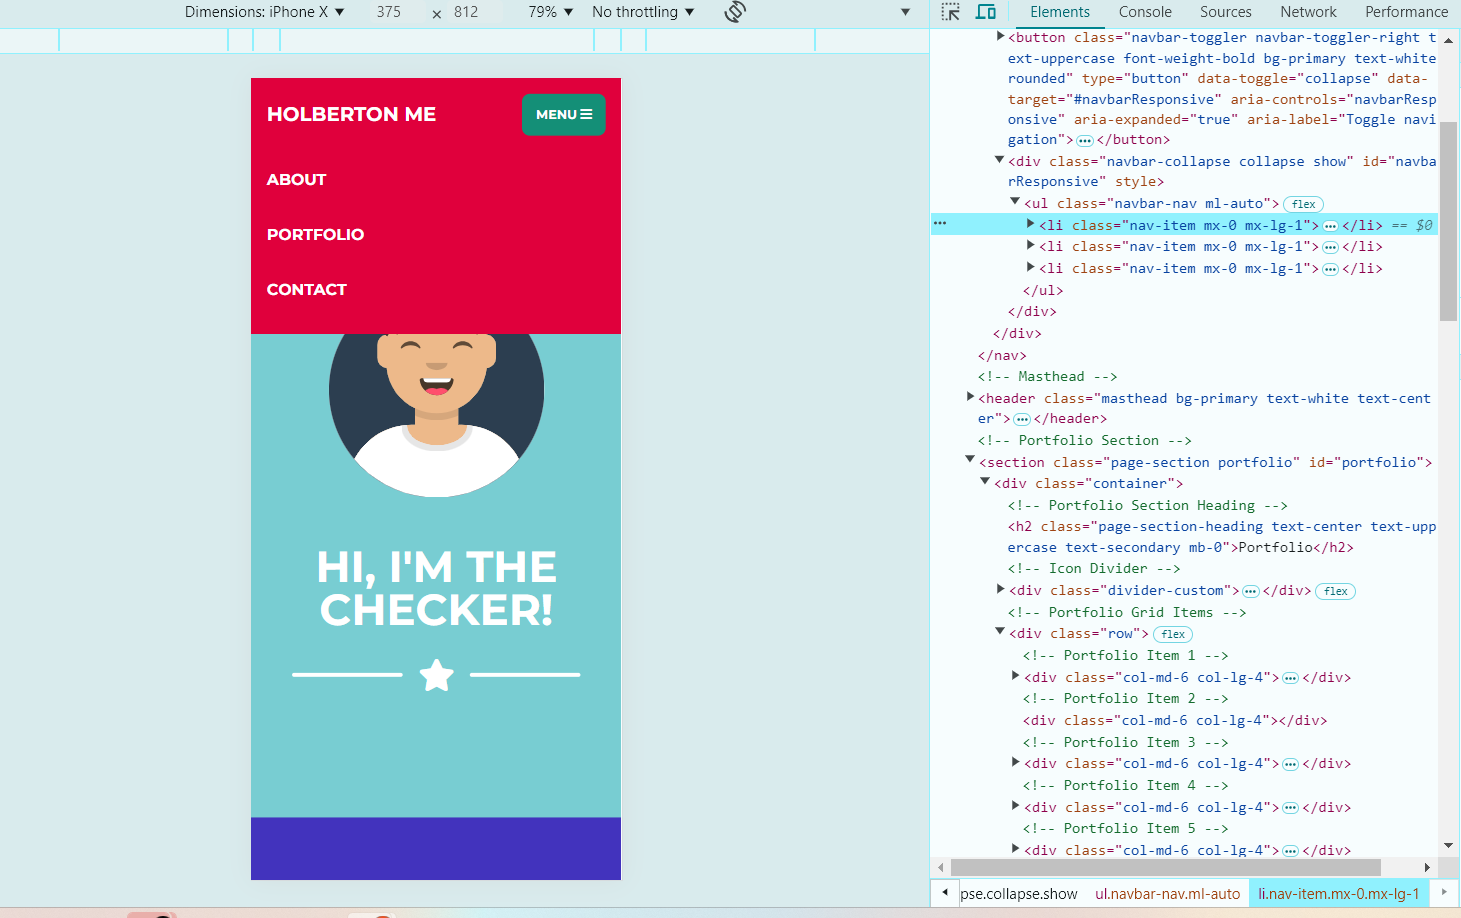 Dimensions: iPhone X ▼ 375 × 812 79% ▼ No throttling ▼ ▼
Elements Console Sources Network Performance
HOLBERTON ME
MENU ☰
ABOUT
PORTFOLIO
CONTACT
HI, I'M THE
CHECKER!
<button class="navbar-toggler navbar-toggler-right t
ext-uppercase font-weight-bold bg-primary text-white
rounded" type="button" data-toggle="collapse" data-
target="#navbarResponsive" aria-controls="navbarResp
onsive" aria-expanded="true" aria-label="Toggle navi
gation">…</button>
<div class="navbar-collapse collapse show" id="navba
rResponsive" style>
<ul class="navbar-nav ml-auto"> flex
… <li class="nav-item mx-0 mx-lg-1">…</li> == $0
<li class="nav-item mx-0 mx-lg-1">…</li>
<li class="nav-item mx-0 mx-lg-1">…</li>
</ul>
</div>
</div>
</nav>
<!-- Masthead -->
<header class="masthead bg-primary text-white text-cent
er">…</header>
<!-- Portfolio Section -->
<section class="page-section portfolio" id="portfolio">
<div class="container">
<!-- Portfolio Section Heading -->
<h2 class="page-section-heading text-center text-upp
ercase text-secondary mb-0">Portfolio</h2>
<!-- Icon Divider -->
<div class="divider-custom">…</div> flex
<!-- Portfolio Grid Items -->
<div class="row"> flex
<!-- Portfolio Item 1 -->
<div class="col-md-6 col-lg-4">…</div>
<!-- Portfolio Item 2 -->
<div class="col-md-6 col-lg-4"></div>
<!-- Portfolio Item 3 -->
<div class="col-md-6 col-lg-4">…</div>
<!-- Portfolio Item 4 -->
<div class="col-md-6 col-lg-4">…</div>
<!-- Portfolio Item 5 -->
<div class="col-md-6 col-lg-4">…</div>
pse.collapse.show ul.navbar-nav.ml-auto li.nav-item.mx-0.mx-lg-1